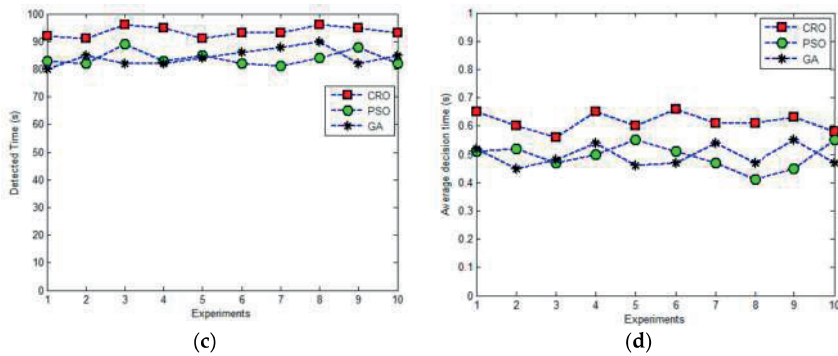 100
90
80
70
60
50
40
30
20
10
0
Detected Time (s)
CRO
PSO
GA
1 2 3 4 5 6 7 8 9 10
Experiments
(c)
1
0.9
0.8
0.7
0.6
0.5
0.4
0.3
0.2
0.1
0
Average decision time (s)
CRO
PSO
GA
1 2 3 4 5 6 7 8 9 10
Experiments
(d)